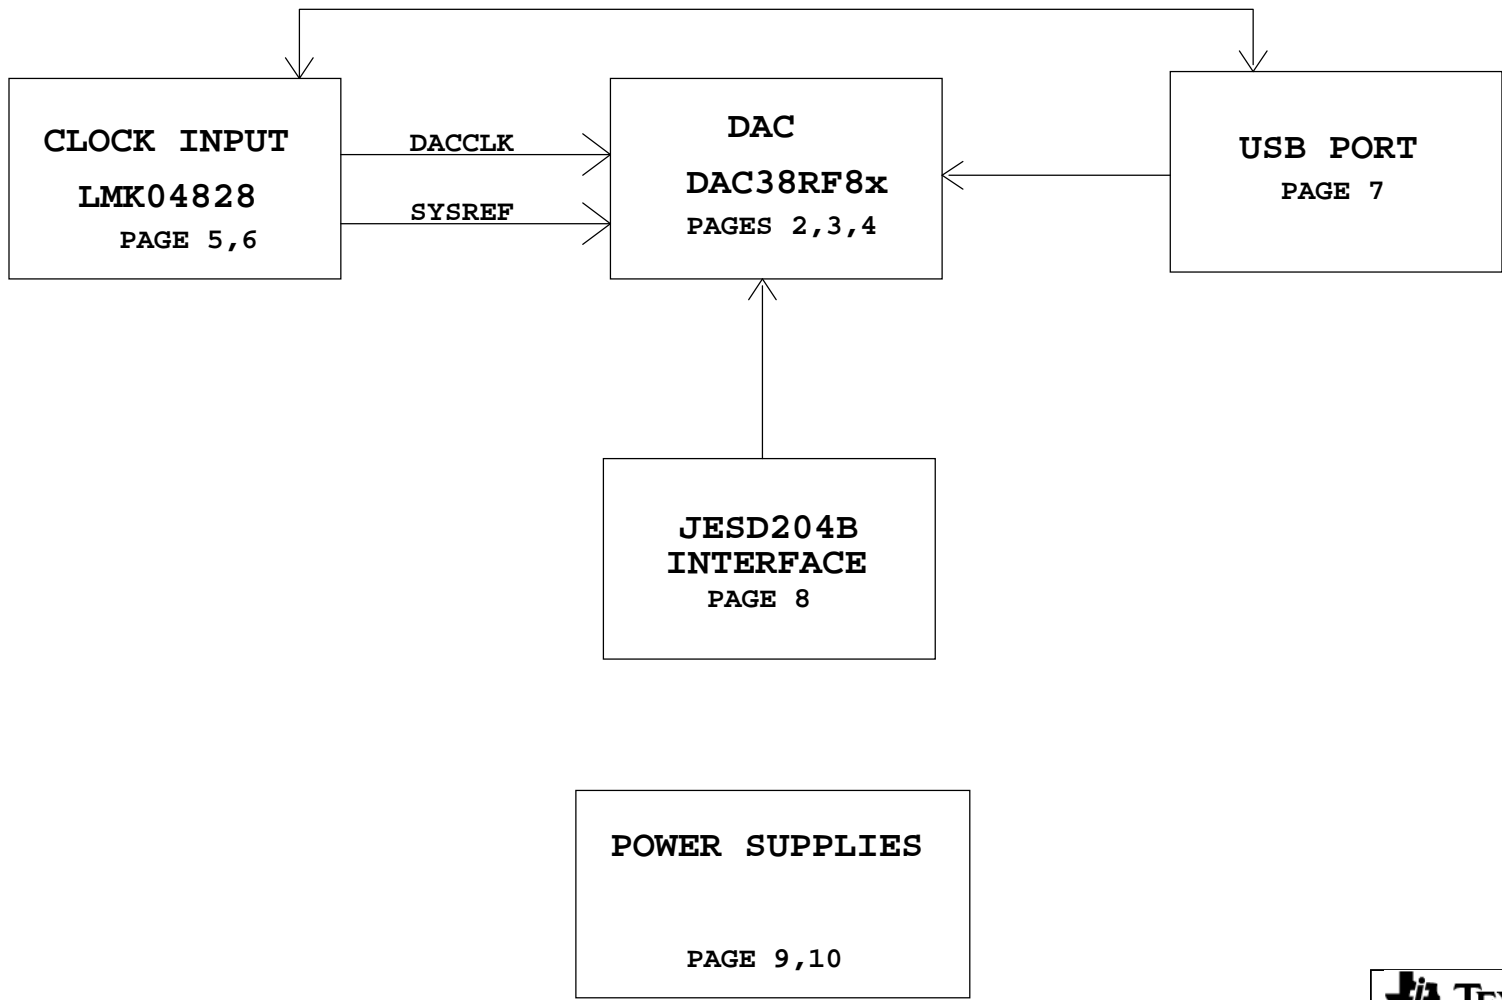 CLOCK INPUT
LMK04828
PAGE 5,6
DACCLK
SYSREF
DAC
DAC38RF8x
PAGES 2,3,4
USB PORT
PAGE 7
JESD204B
INTERFACE
PAGE 8
POWER SUPPLIES
PAGE 9,10